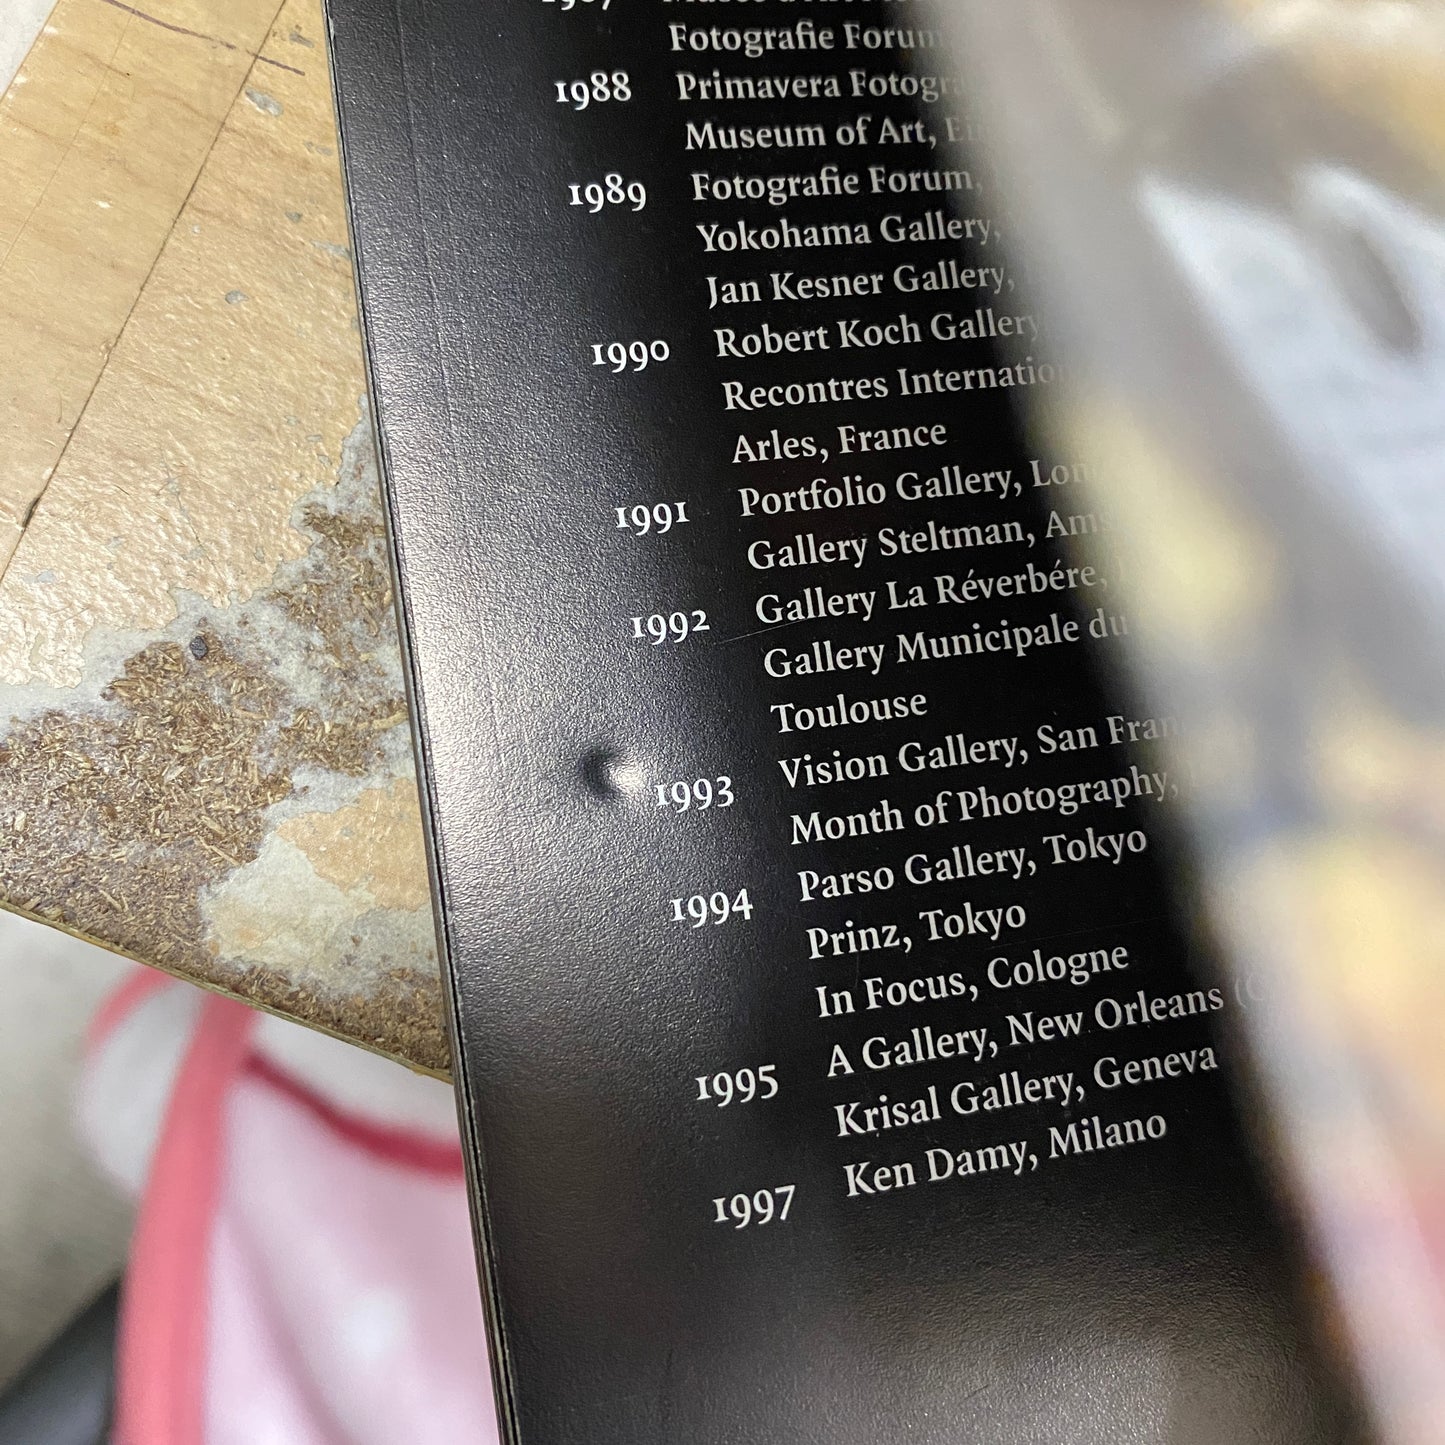 1987
Fotografie Forum
1988 Primavera
Museum of Art,
1989 Fotografie Forum,
Yokohama Gallery,
Jan Kesner Gallery,
1990 Robert Koch Gallery
Recontres
Arles, France
1991 Portfolio Gallery,
Gallery Steltman,
1992 Gallery La Réverbére,
Gallery Municipale du
Toulouse
1993 Vision Gallery, San
Month of Photography,
1994 Parso Gallery, Tokyo
Prinz, Tokyo
In Focus, Cologne
1995 A Gallery, New Orleans
Krisal Gallery, Geneva
1997 Ken Damy, Milano